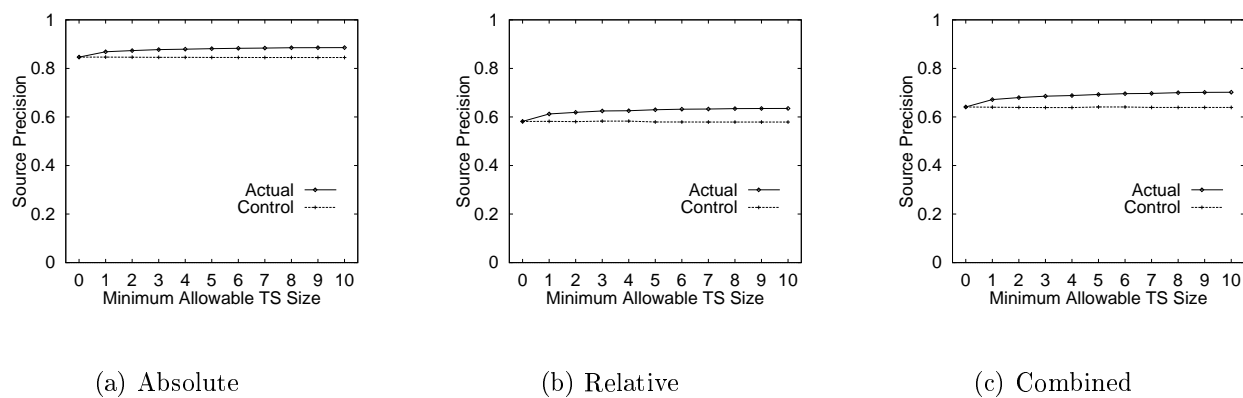 1
0.8
0.6
0.4
0.2
0
Source Precision
Actual
Control
0 1 2 3 4 5 6 7 8 9 10
Minimum Allowable TS Size
(a) Absolute
1
0.8
0.6
0.4
0.2
0
Source Precision
Actual
Control
0 1 2 3 4 5 6 7 8 9 10
Minimum Allowable TS Size
(b) Relative
1
0.8
0.6
0.4
0.2
0
Source Precision
Actual
Control
0 1 2 3 4 5 6 7 8 9 10
Minimum Allowable TS Size
(c) Combined